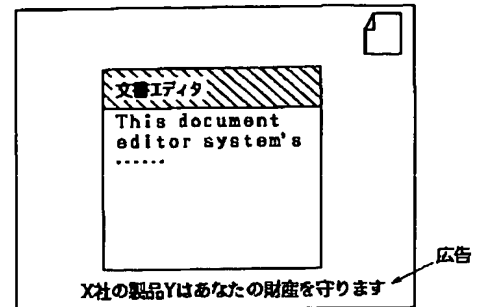 文書エディタ
This document
editor system's
......
広告
X社の製品Yはあなたの財産を守ります